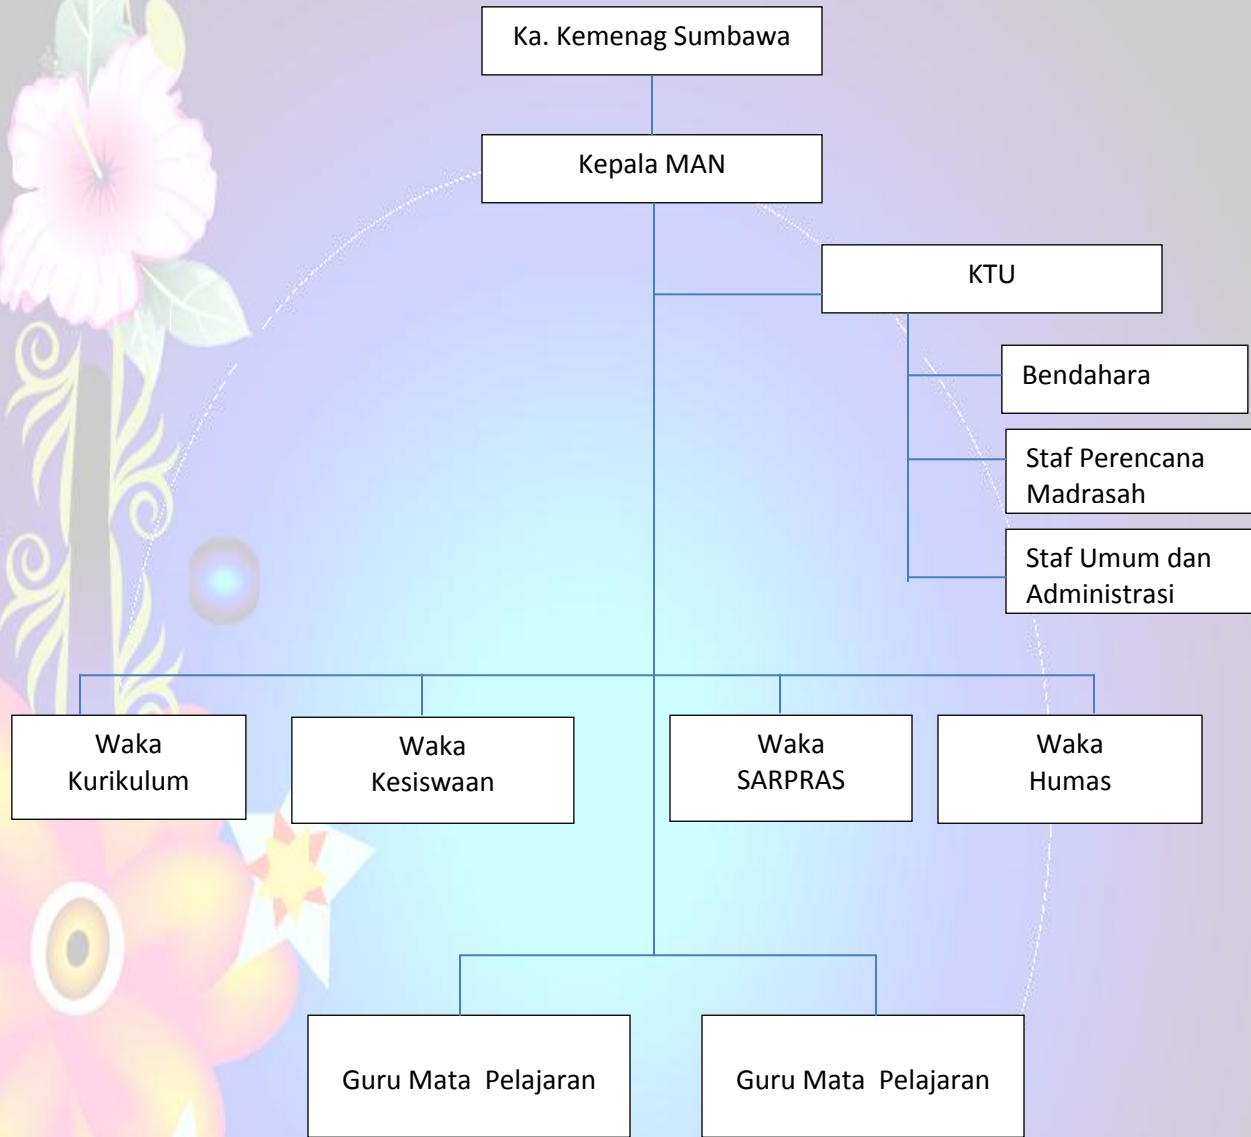 Ka. Kemenag Sumbawa
Kepala MAN
KTU
Bendahara
Staf Perencana
Madrasah
Staf Umum dan
Administrasi
Waka
Kurikulum
Waka
Kesiswaan
Waka
SARPRAS
Waka
Humas
Guru Mata  Pelajaran
Guru Mata  Pelajaran